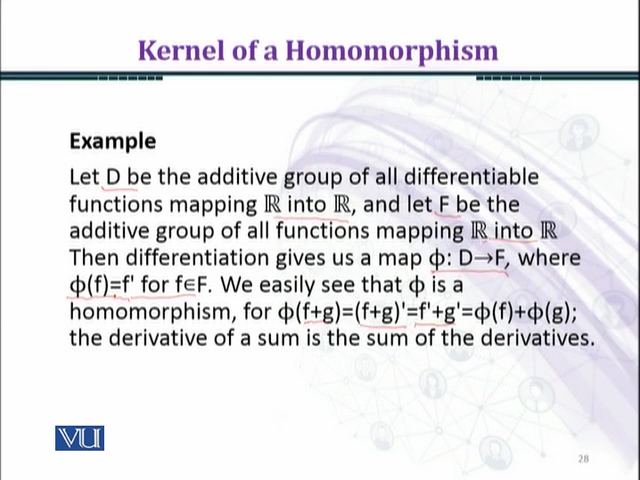 Kernel of a Homomorphism
Example
Let D be the additive group of all differentiable
functions mapping ℝ into ℝ, and let F be the
additive group of all functions mapping ℝ into ℝ
Then differentiation gives us a map ϕ: D→F, where
ϕ(f)=f' for f∈F. We easily see that ϕ is a
homomorphism, for ϕ(f+g)=(f+g)'=f'+g'=ϕ(f)+ϕ(g);
the derivative of a sum is the sum of the derivatives.
VU
28